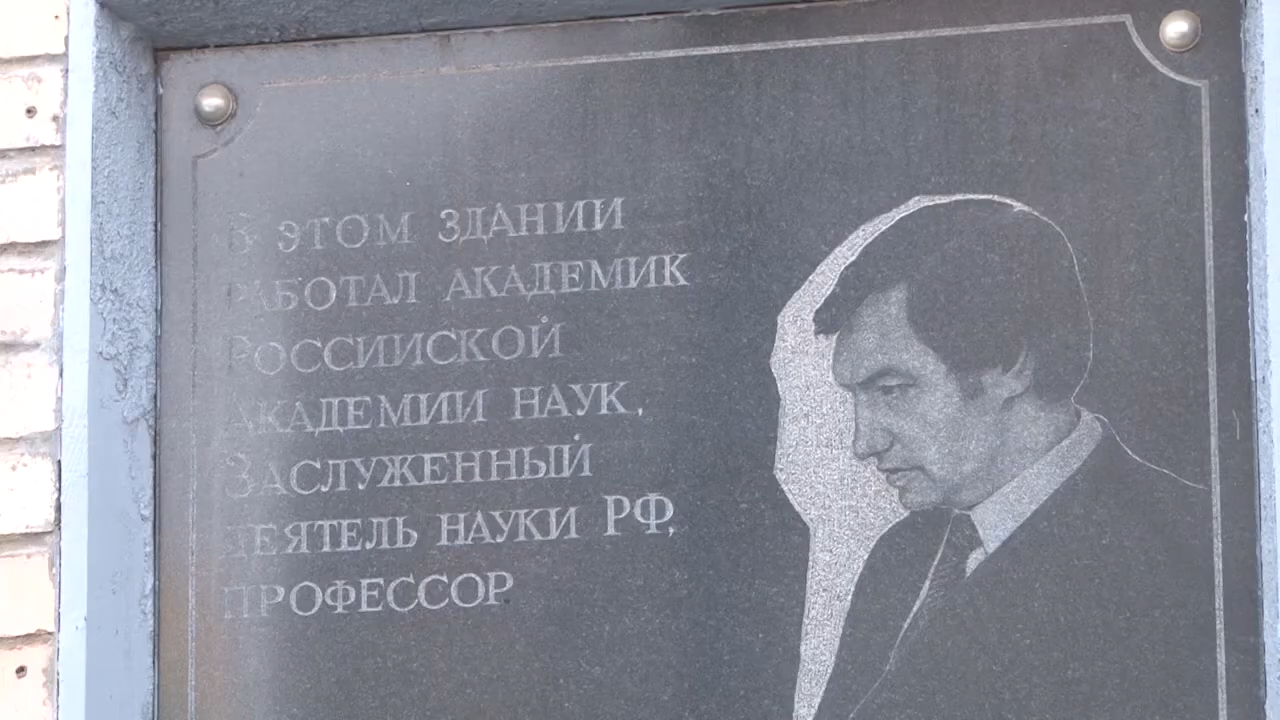 В ЭТОМ ЗДАНИИ
РАБОТАЛ АКАДЕМИК
РОССИЙСКОЙ
АКАДЕМИИ НАУК,
ЗАСЛУЖЕННЫЙ
ДЕЯТЕЛЬ НАУКИ РФ,
ПРОФЕССОР